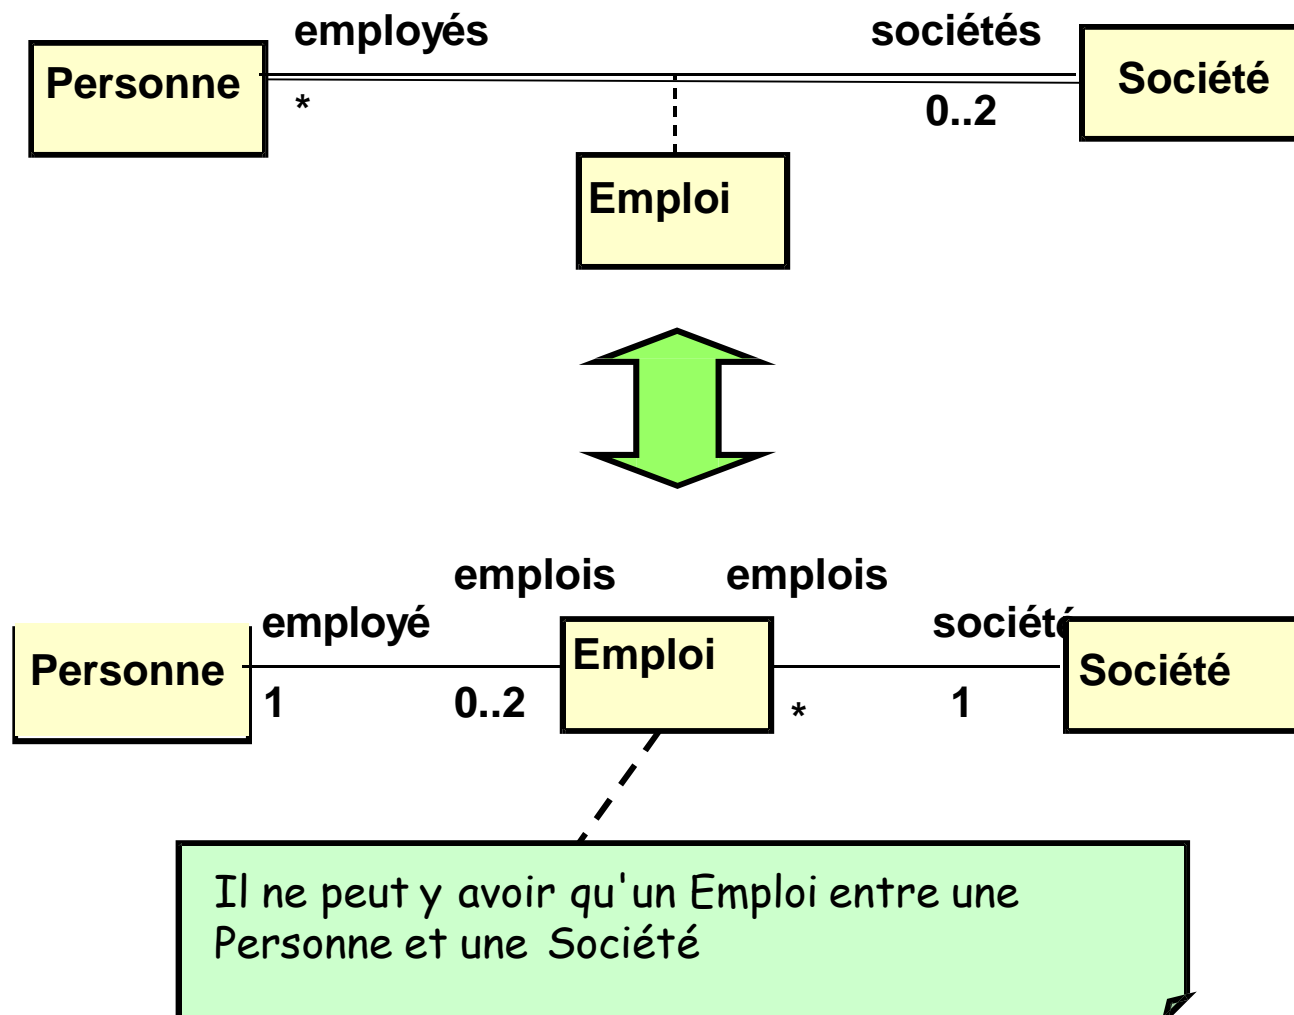 employés
sociétés
Personne
Société
*
0..2
Emploi
emplois
emplois
employé
société
Personne
Emploi
Société
1
0..2
*
1
Il ne peut y avoir qu'un Emploi entre une
Personne et une Société